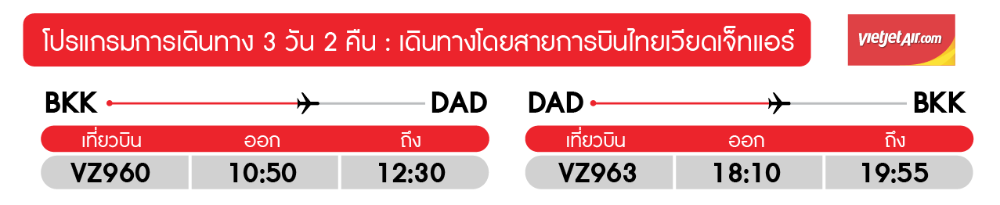 โปรแกรมการเดินทาง 3 วัน 2 คืน : เดินทางโดยสายการบินไทยเวียดเจ็ทแอร์
vietjetAir.com
BKK DAD
เที่ยวบิน ออก ถึง
VZ960 10:50 12:30
DAD BKK
เที่ยวบิน ออก ถึง
VZ963 18:10 19:55